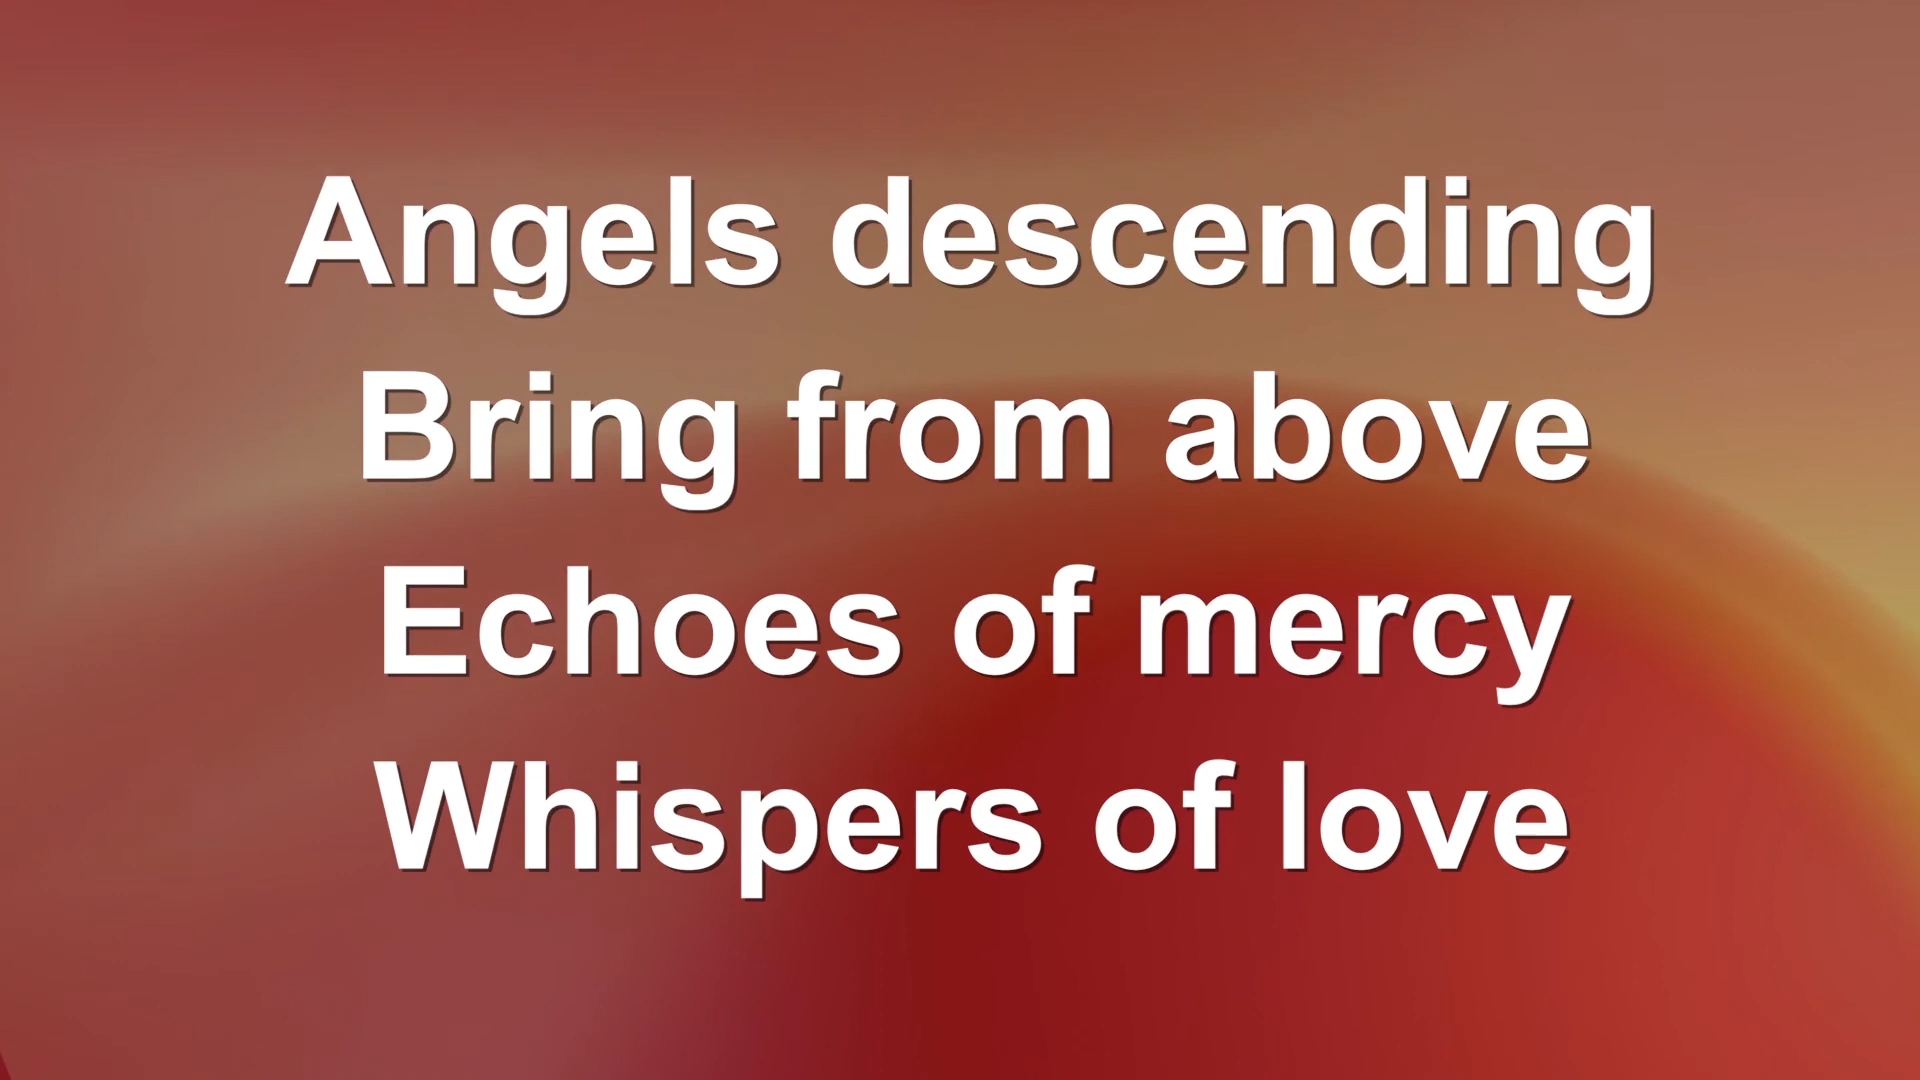 Angels descending
Bring from above
Echoes of mercy
Whispers of love